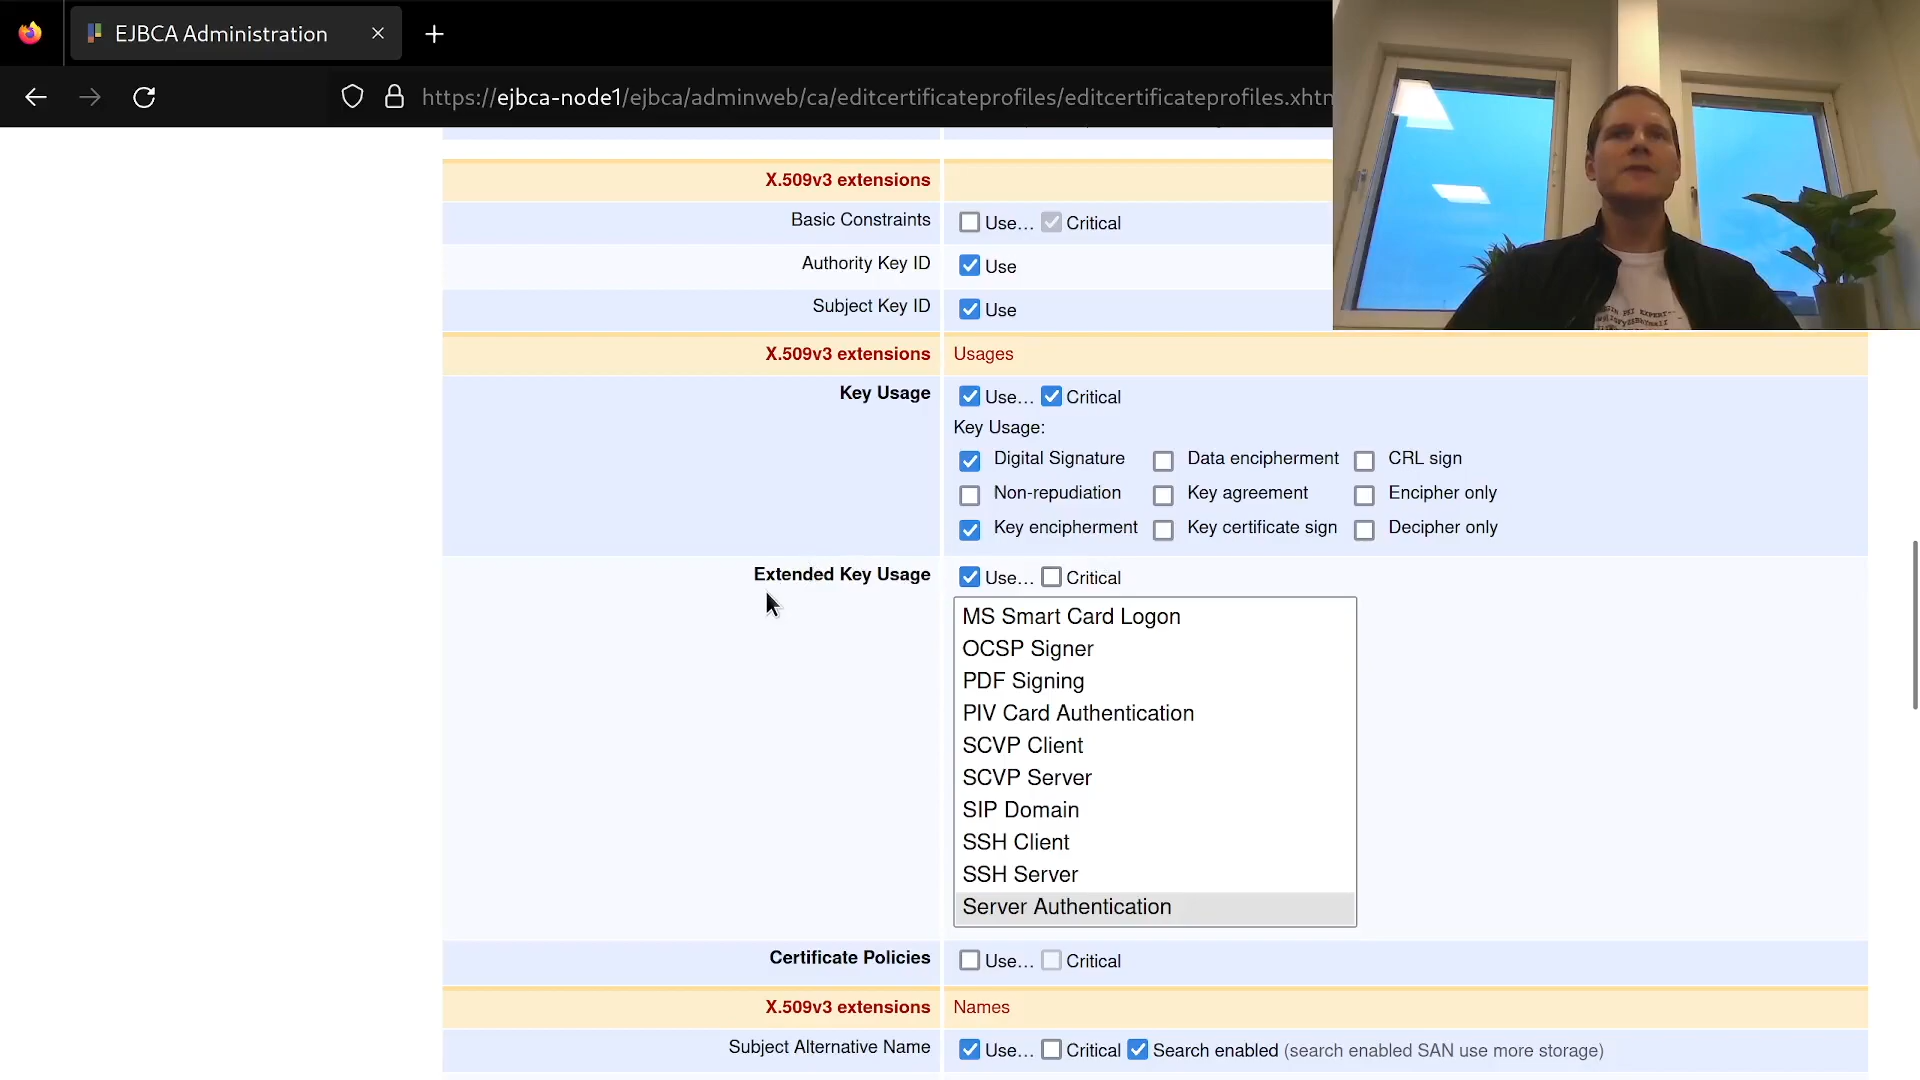 EJBCA Administration
https://ejbca-node1/ejbca/adminweb/ca/editcertificateprofiles/editcertificateprofiles.xhtm
X.509v3 extensions
Basic Constraints Use… Critical
Authority Key ID Use
Subject Key ID Use
X.509v3 extensions Usages
Key Usage Use… Critical
Key Usage:
Digital Signature Data encipherment CRL sign
Non-repudiation Key agreement Encipher only
Key encipherment Key certificate sign Decipher only
Extended Key Usage Use… Critical
MS Smart Card Logon
OCSP Signer
PDF Signing
PIV Card Authentication
SCVP Client
SCVP Server
SIP Domain
SSH Client
SSH Server
Server Authentication
Certificate Policies Use… Critical
X.509v3 extensions Names
Subject Alternative Name Use… Critical Search enabled (search enabled SAN use more storage)